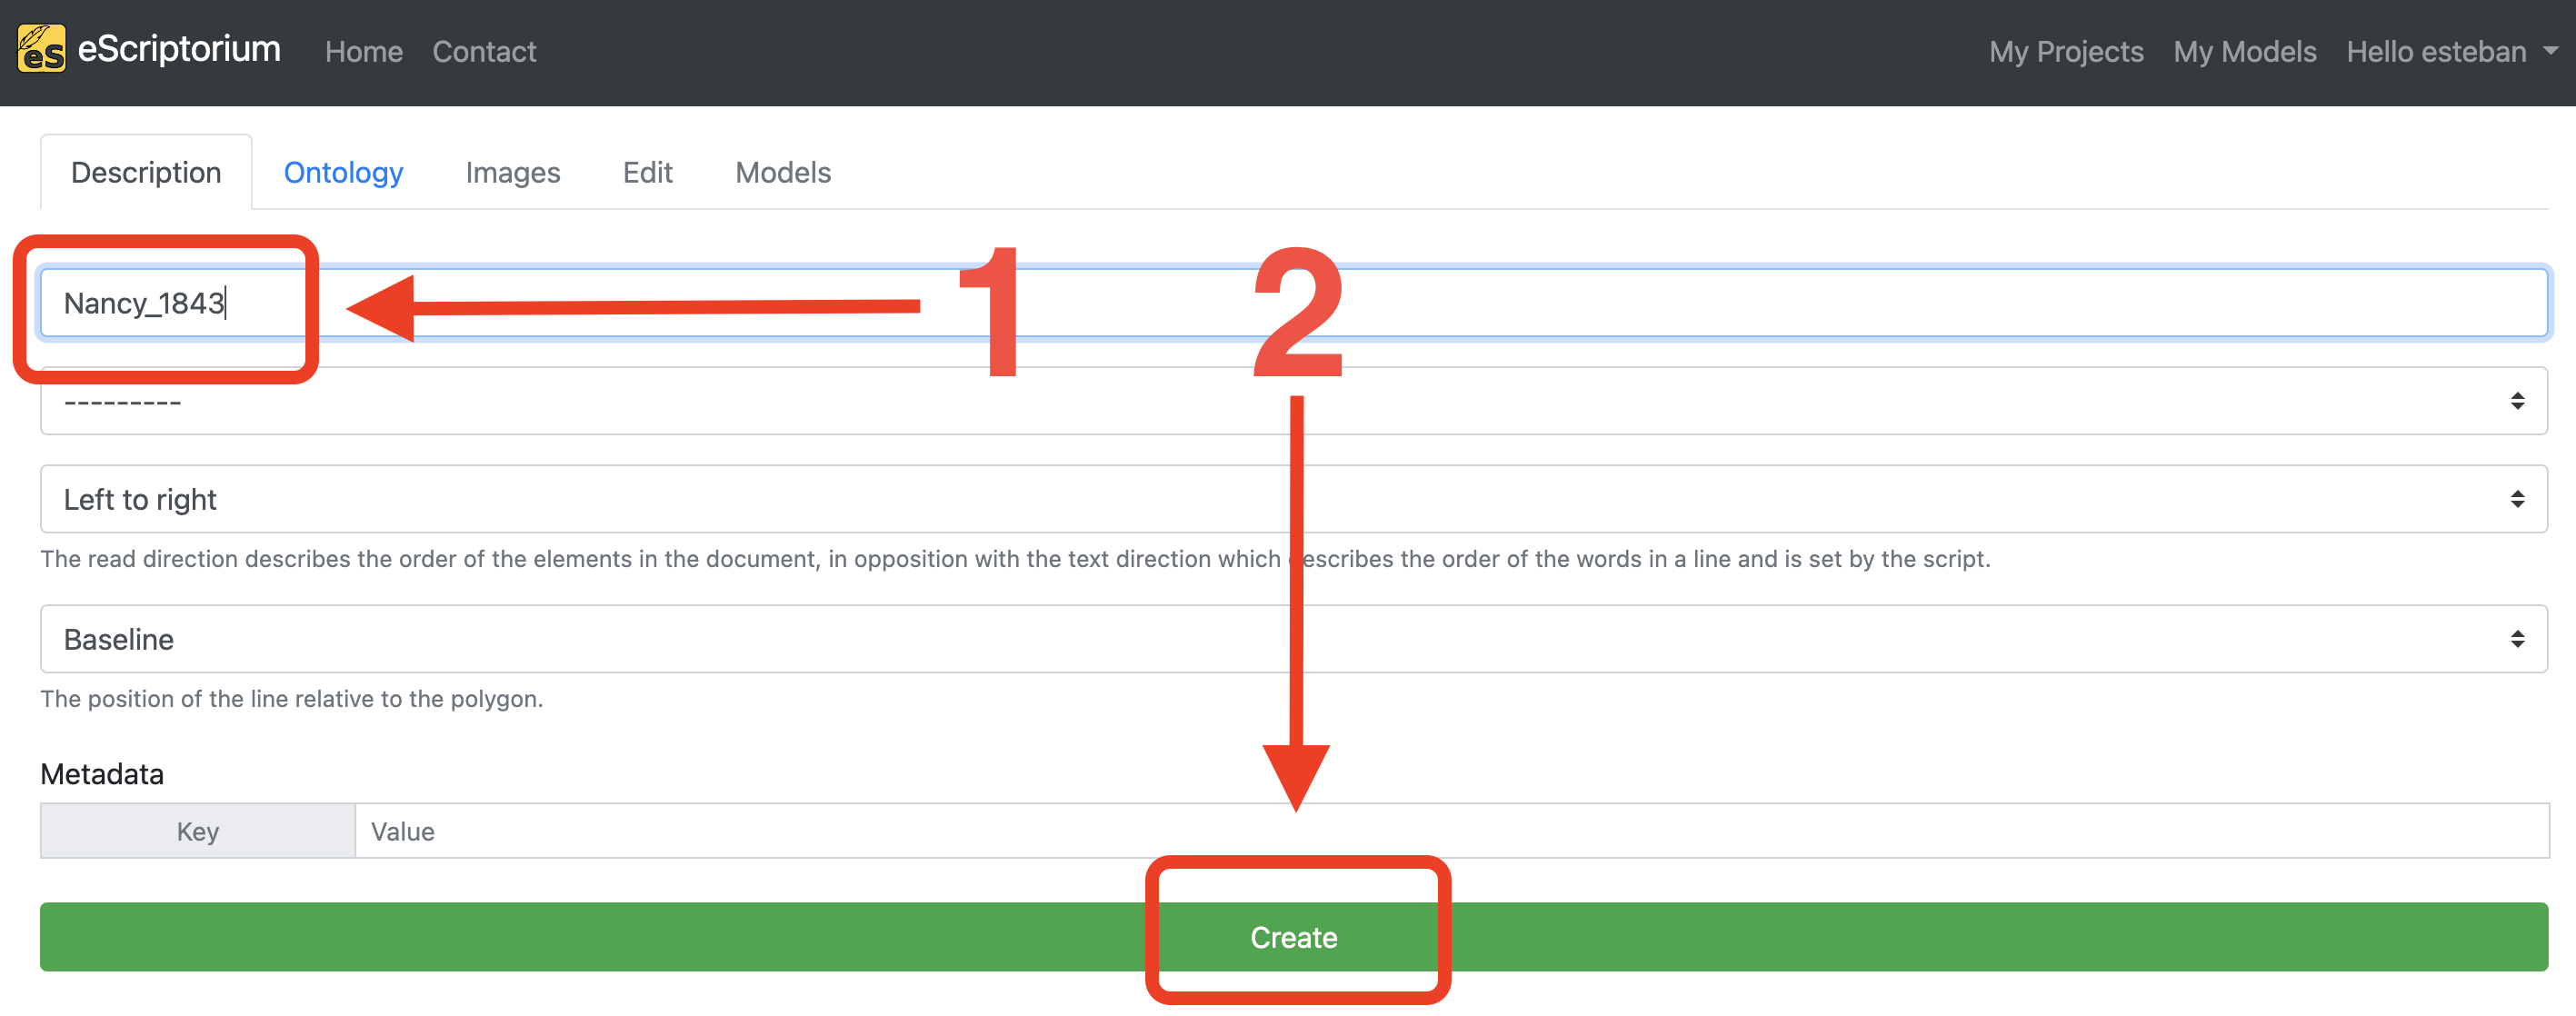 es eScriptorium Home Contact My Projects My Models Hello esteban
Description Ontology Images Edit Models
Nancy_1843 1 2
---------
Left to right
The read direction describes the order of the elements in the document, in opposition with the text direction which describes the order of the words in a line and is set by the script.
Baseline
The position of the line relative to the polygon.
Metadata
Key Value
Create